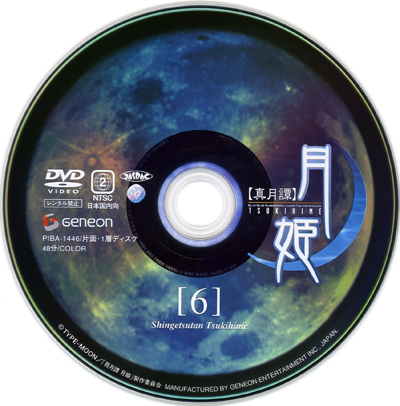 DVD
VIDEO
2
NTSC
日本国内向
レンタル禁止
GENEON
PIBA-1446/片面・1層ディスク
48分/COLOR
【真月譚】
月姫
TSUKIHIME
[6]
Shingetsutan Tsukihime
©TYPE-MOON/「真月譚 月姫」製作委員会 MANUFACTURED BY GENEON ENTERTAINMENT INC., JAPAN.